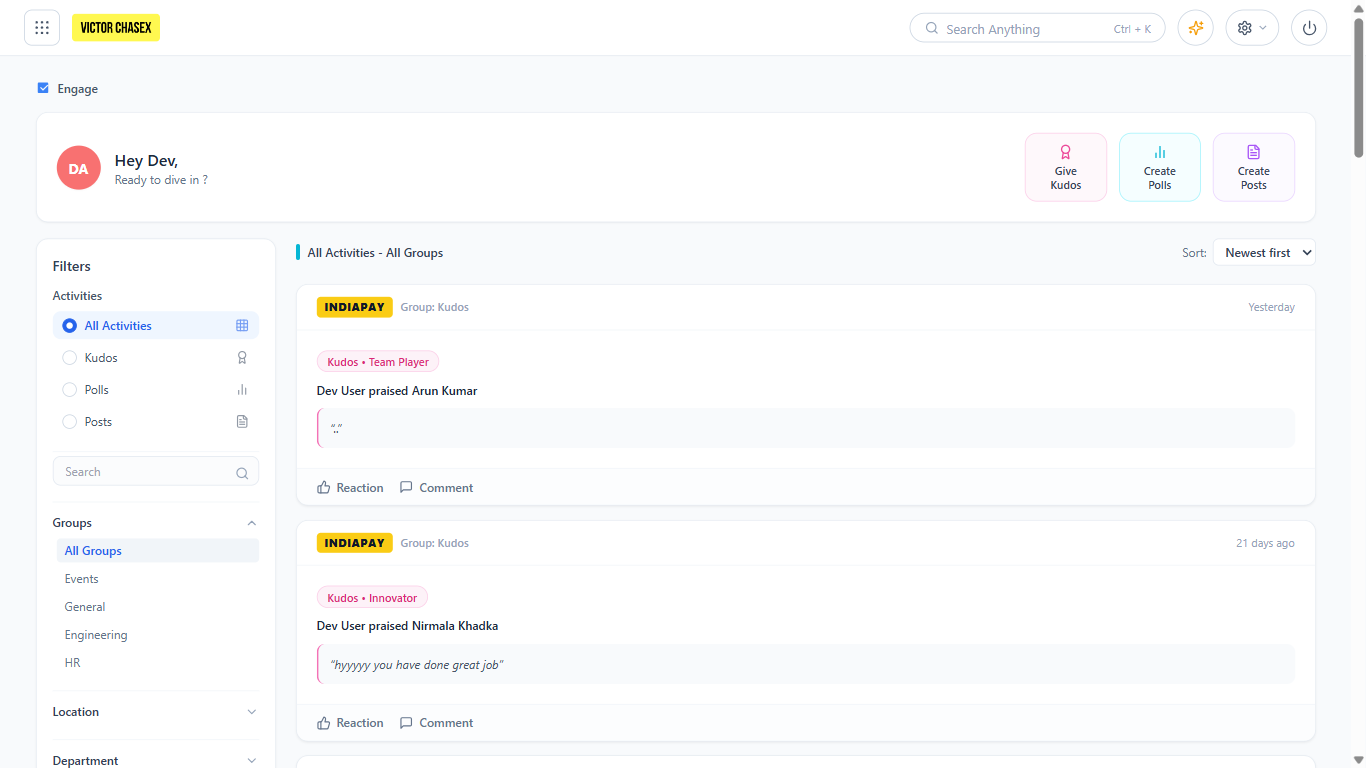 VICTOR CHASEX
Search Anything Ctrl + K
Engage
DA
Hey Dev,
Ready to dive in ?
Give
Kudos
Create
Polls
Create
Posts
Filters
Activities
All Activities
Kudos
Polls
Posts
Search
Groups
All Groups
Events
General
Engineering
HR
Location
Department
All Activities - All Groups
Sort: Newest first
INDIAPAY Group: Kudos Yesterday
Kudos • Team Player
Dev User praised Arun Kumar
“.”
Reaction Comment
INDIAPAY Group: Kudos 21 days ago
Kudos • Innovator
Dev User praised Nirmala Khadka
“hyyyyy you have done great job”
Reaction Comment